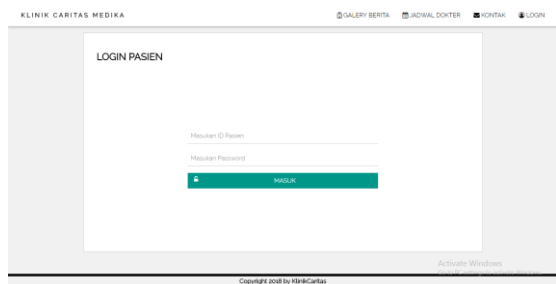 KLINIK CARITAS MEDIKA
GALERY BERITA JADWAL DOKTER KONTAK LOGIN
LOGIN PASIEN
Masukan ID Pasien
Masukan Password
MASUK
Activate Windows
Copyright 2018 by KlinikCaritas